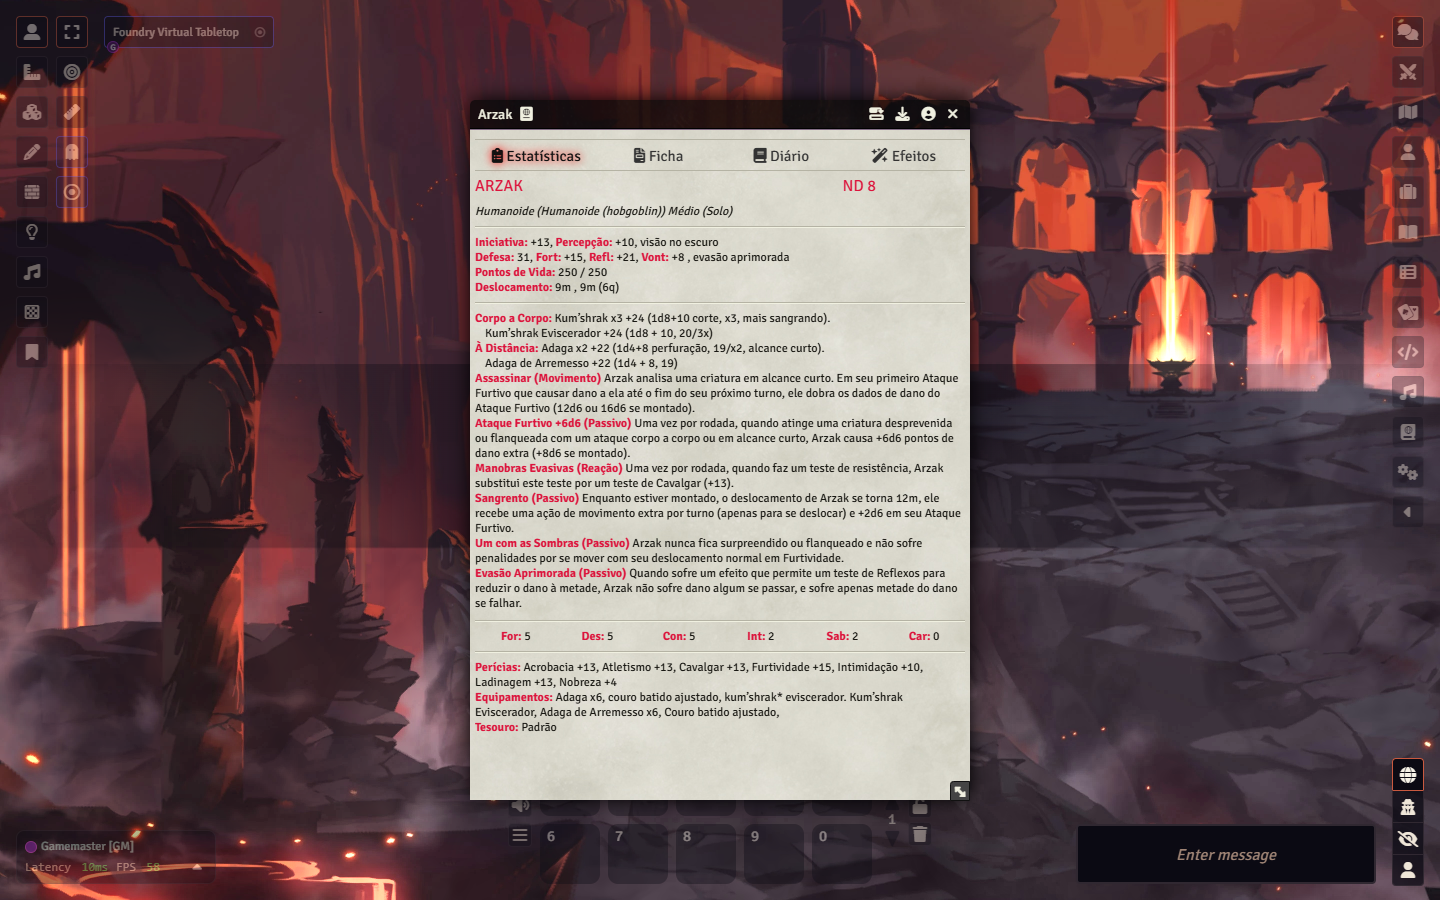 Foundry Virtual Tabletop
G
Arzak
Estatísticas
Ficha
Diário
Efeitos
ARZAK
ND 8
Humanoide (Humanoide (hobgoblin)) Médio (Solo)
Iniciativa: +13, Percepção: +10, visão no escuro
Defesa: 31, Fort: +15, Refl: +21, Vont: +8 , evasão aprimorada
Pontos de Vida: 250 / 250
Deslocamento: 9m , 9m (6q)
Corpo a Corpo: Kum’shrak x3 +24 (1d8+10 corte, x3, mais sangrando).
Kum’shrak Eviscerador +24 (1d8 + 10, 20/3x)
À Distância: Adaga x2 +22 (1d4+8 perfuração, 19/x2, alcance curto).
Adaga de Arremesso +22 (1d4 + 8, 19)
Assassinar (Movimento) Arzak analisa uma criatura em alcance curto. Em seu primeiro Ataque
Furtivo que causar dano a ela até o fim do seu próximo turno, ele dobra os dados de dano do
Ataque Furtivo (12d6 ou 16d6 se montado).
Ataque Furtivo +6d6 (Passivo) Uma vez por rodada, quando atinge uma criatura desprevenida
ou flanqueada com um ataque corpo a corpo ou em alcance curto, Arzak causa +6d6 pontos de
dano extra (+8d6 se montado).
Manobras Evasivas (Reação) Uma vez por rodada, quando faz um teste de resistência, Arzak
substitui este teste por um teste de Cavalgar (+13).
Sangrento (Passivo) Enquanto estiver montado, o deslocamento de Arzak se torna 12m, ele
recebe uma ação de movimento extra por turno (apenas para se deslocar) e +2d6 em seu Ataque
Furtivo.
Um com as Sombras (Passivo) Arzak nunca fica surpreendido ou flanqueado e não sofre
penalidades por se mover com seu deslocamento normal em Furtividade.
Evasão Aprimorada (Passivo) Quando sofre um efeito que permite um teste de Reflexos para
reduzir o dano à metade, Arzak não sofre dano algum se passar, e sofre apenas metade do dano
se falhar.
For: 5 Des: 5 Con: 5 Int: 2 Sab: 2 Car: 0
Perícias: Acrobacia +13, Atletismo +13, Cavalgar +13, Furtividade +15, Intimidação +10,
Ladinagem +13, Nobreza +4
Equipamentos: Adaga x6, couro batido ajustado, kum’shrak* eviscerador. Kum’shrak
Eviscerador, Adaga de Arremesso x6, Couro batido ajustado,
Tesouro: Padrão
6 7 8 9 0
1
Gamemaster [GM]
Latency 10ms FPS 58
Enter message